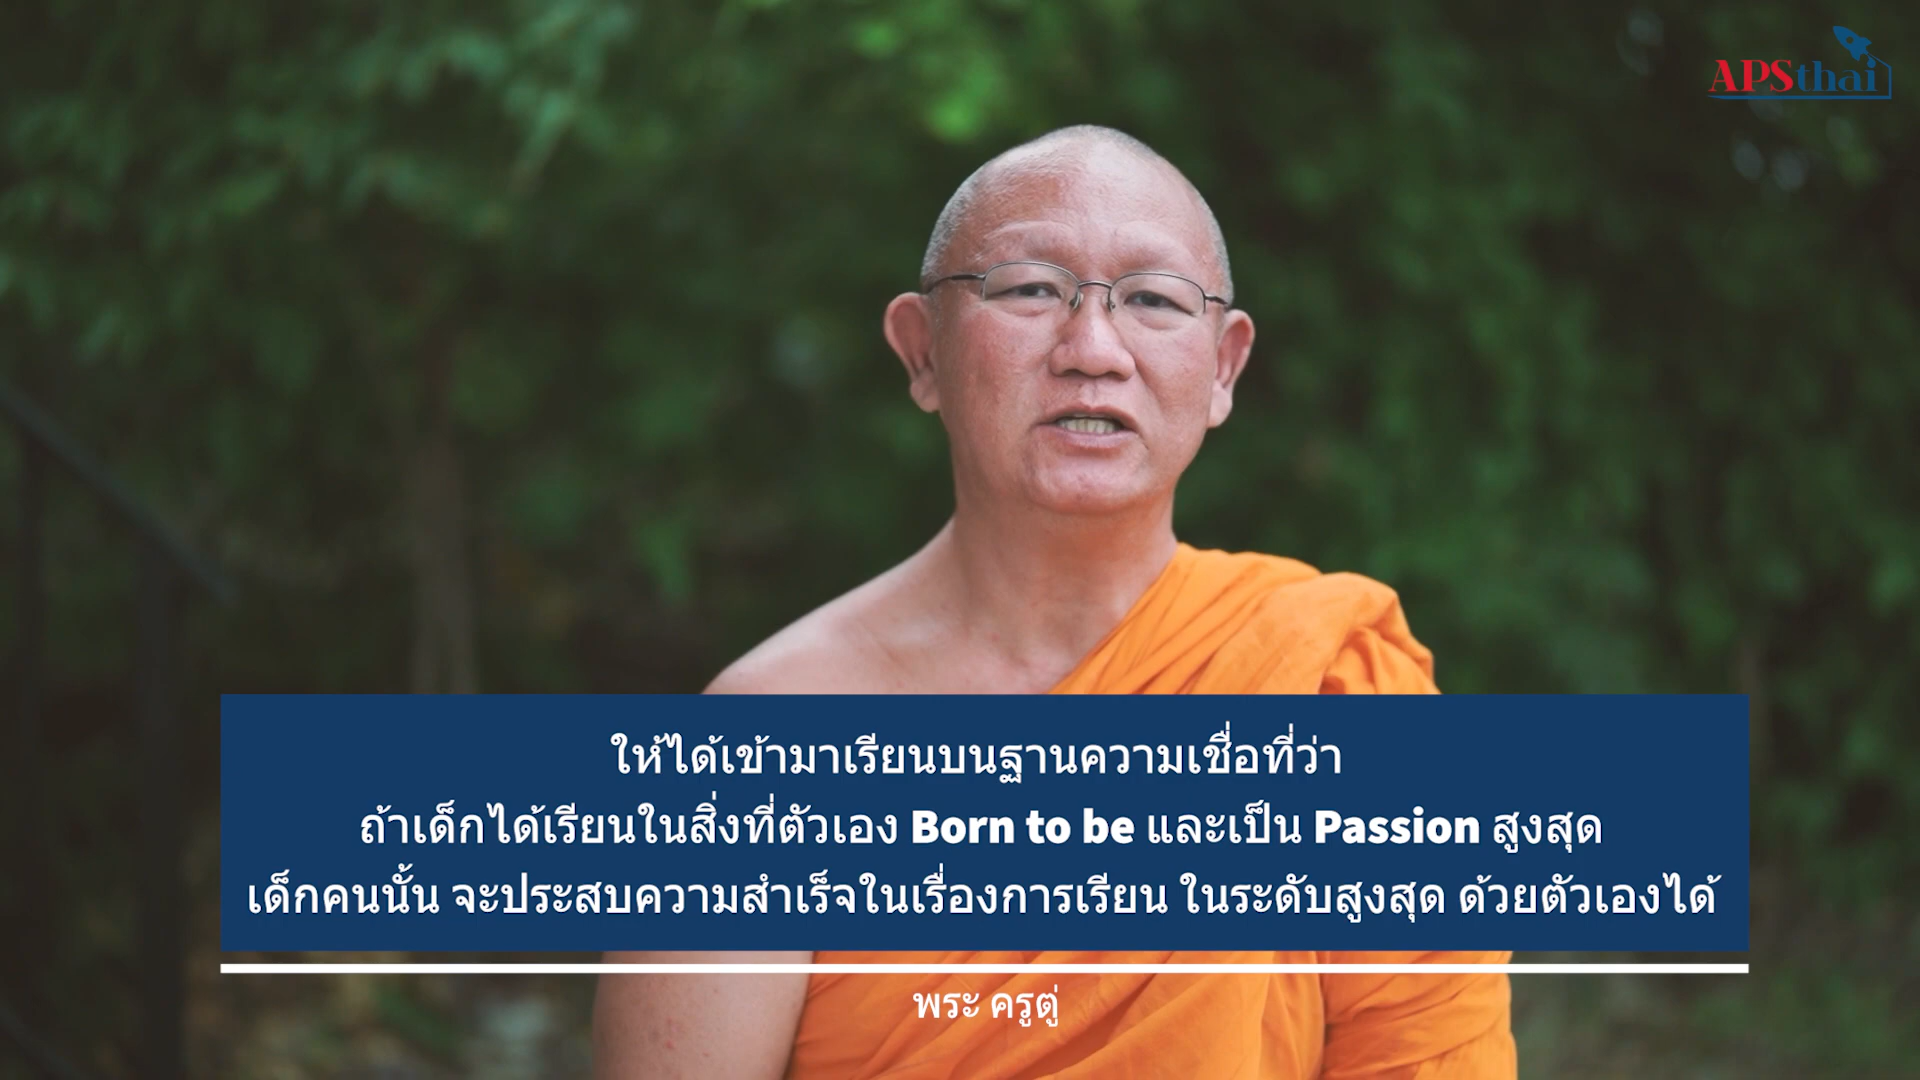 APSthai
ให้ได้เข้ามาเรียนบนฐานความเชื่อที่ว่า
ถ้าเด็กได้เรียนในสิ่งที่ตัวเอง Born to be และเป็น Passion สูงสุด
เด็กคนนั้น จะประสบความสำเร็จในเรื่องการเรียน ในระดับสูงสุด ด้วยตัวเองได้
พระ ครูตู่